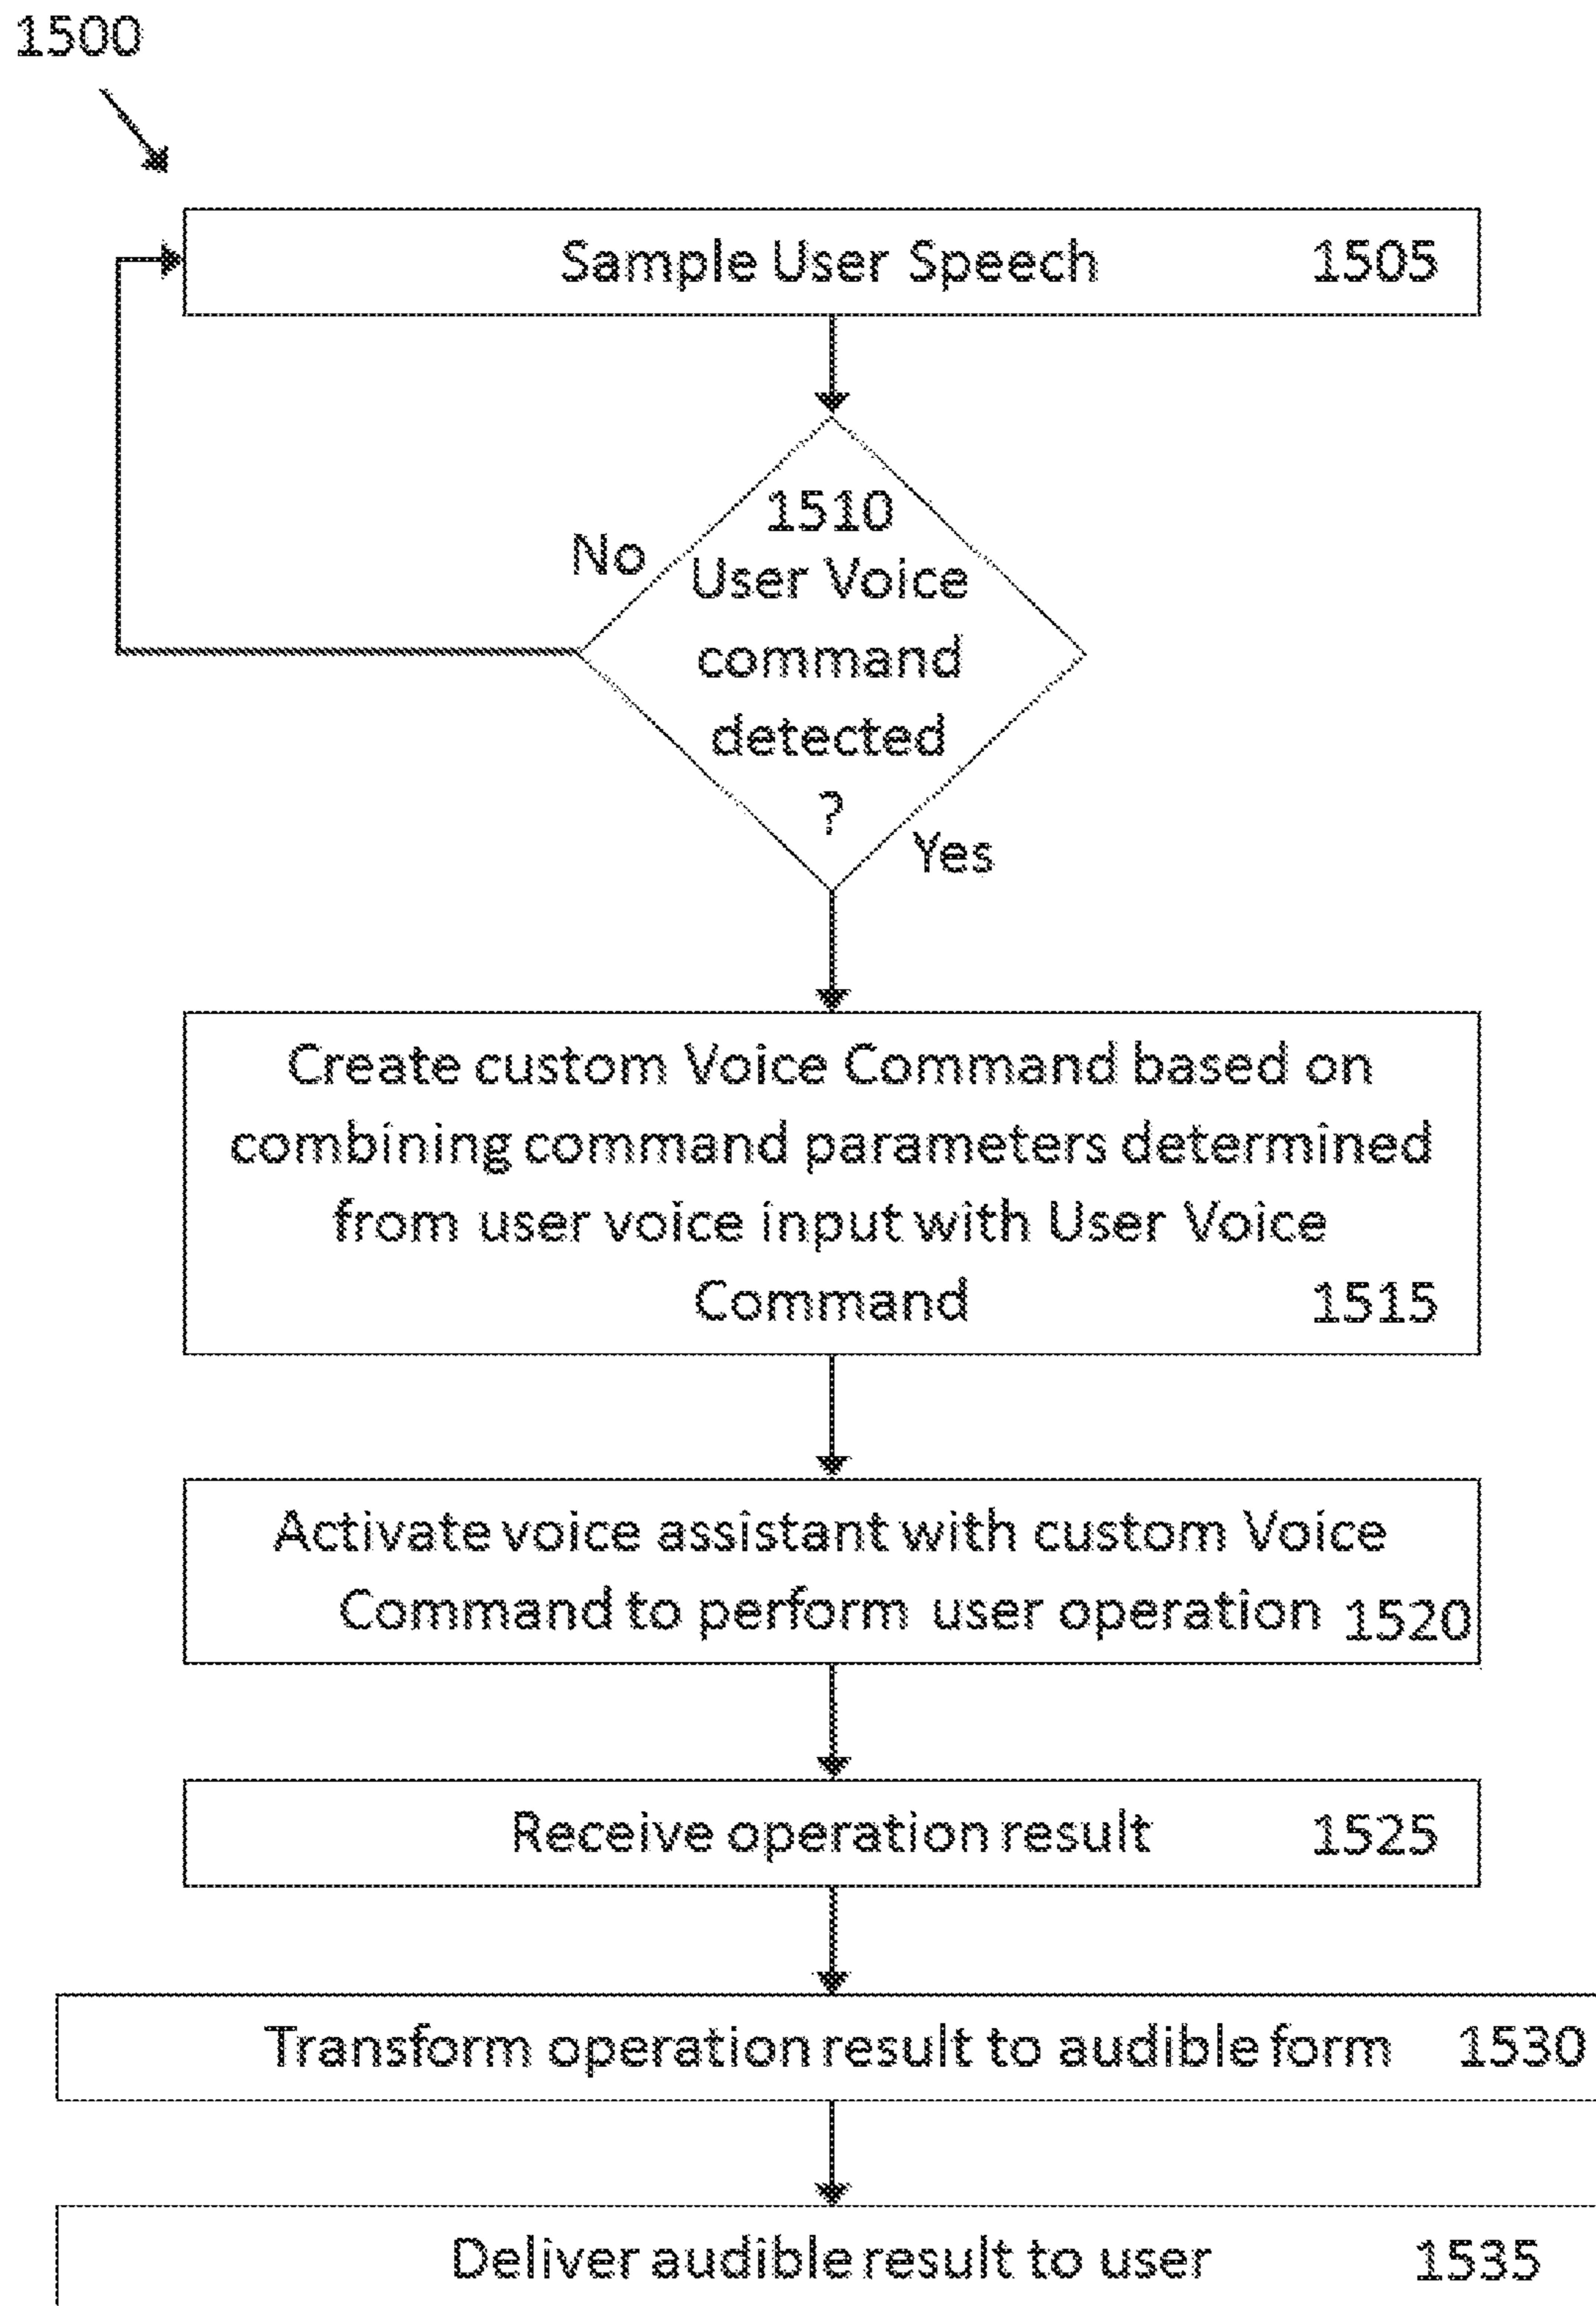 1500
Sample User Speech 1505
1510
No
User Voice
command
detected
?
Yes
Create custom Voice Command based on
combining command parameters determined
from user voice input with User Voice
Command 1515
Activate voice assistant with custom Voice
Command to perform user operation 1520
Receive operation result 1525
Transform operation result to audible form 1530
Deliver audible result to user 1535